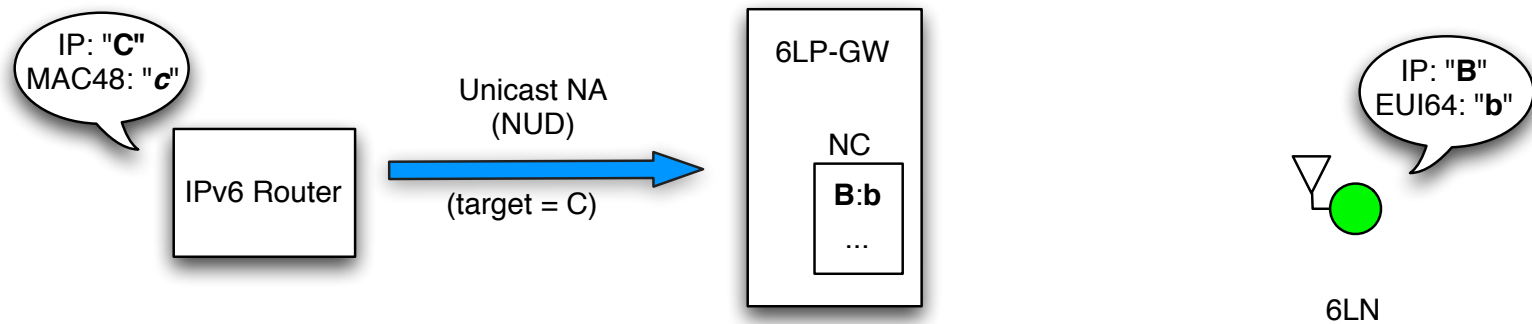 IP: "C"
MAC48: "c"
IPv6 Router
Unicast NA
(NUD)
(target = C)
6LP-GW
NC
B:b
...
IP: "B"
EUI64: "b"
6LN